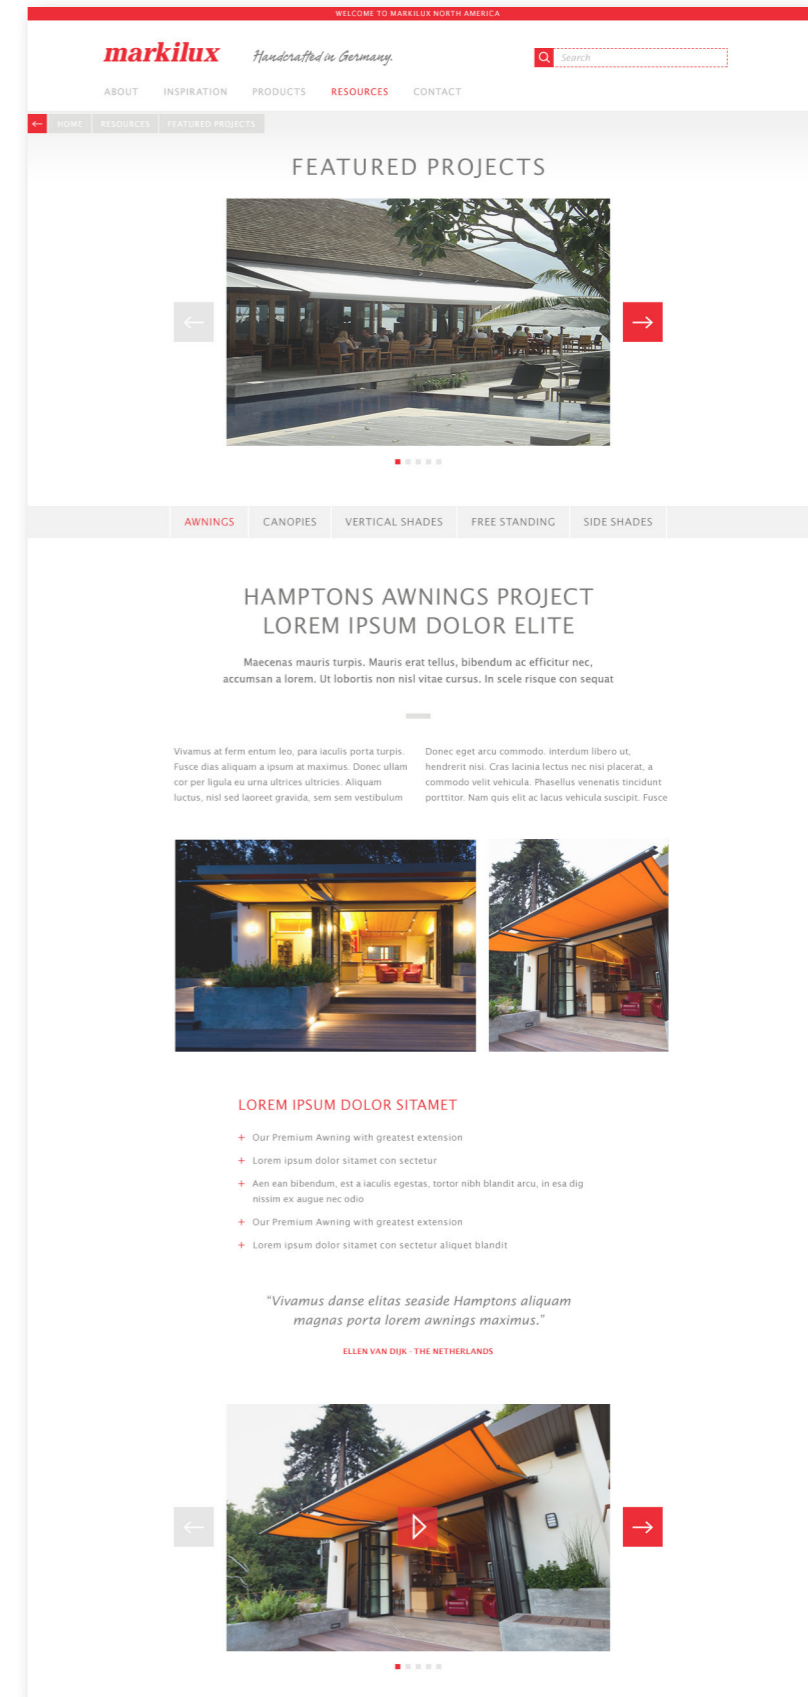 WELCOME TO MARKILUX NORTH AMERICA
markilux
Handcrafted in Germany.
Search
ABOUT INSPIRATION PRODUCTS RESOURCES CONTACT
HOME RESOURCES FEATURED PROJECTS
FEATURED PROJECTS
AWNINGS CANOPIES VERTICAL SHADES FREE STANDING SIDE SHADES
HAMPTONS AWNINGS PROJECT
LOREM IPSUM DOLOR ELITE
Maecenas mauris turpis. Mauris erat tellus, bibendum ac efficitur nec,
accumsan a lorem. Ut lobortis non nisl vitae cursus. In scele risque con sequat
Vivamus at ferm entum leo, para iaculis porta turpis.
Fusce dias aliquam a ipsum at maximus. Donec ullam
cor per ligula eu urna ultrices ultricies. Aliquam
luctus, nisl sed laoreet gravida, sem sem vestibulum
Donec eget arcu commodo. interdum libero ut,
hendrerit nisi. Cras lacinia lectus nec nisi placerat, a
commodo velit vehicula. Phasellus venenatis tincidunt
porttitor. Nam quis elit ac lacus vehicula suscipit. Fusce
LOREM IPSUM DOLOR SITAMET
+ Our Premium Awning with greatest extension
+ Lorem ipsum dolor sitamet con sectetur
+ Aen ean bibendum, est a iaculis egestas, tortor nibh blandit arcu, in esa dig
nissim ex augue nec odio
+ Our Premium Awning with greatest extension
+ Lorem ipsum dolor sitamet con sectetur aliquet blandit
“Vivamus danse elitas seaside Hamptons aliquam
magnas porta lorem awnings maximus.”
ELLEN VAN DIJK - THE NETHERLANDS